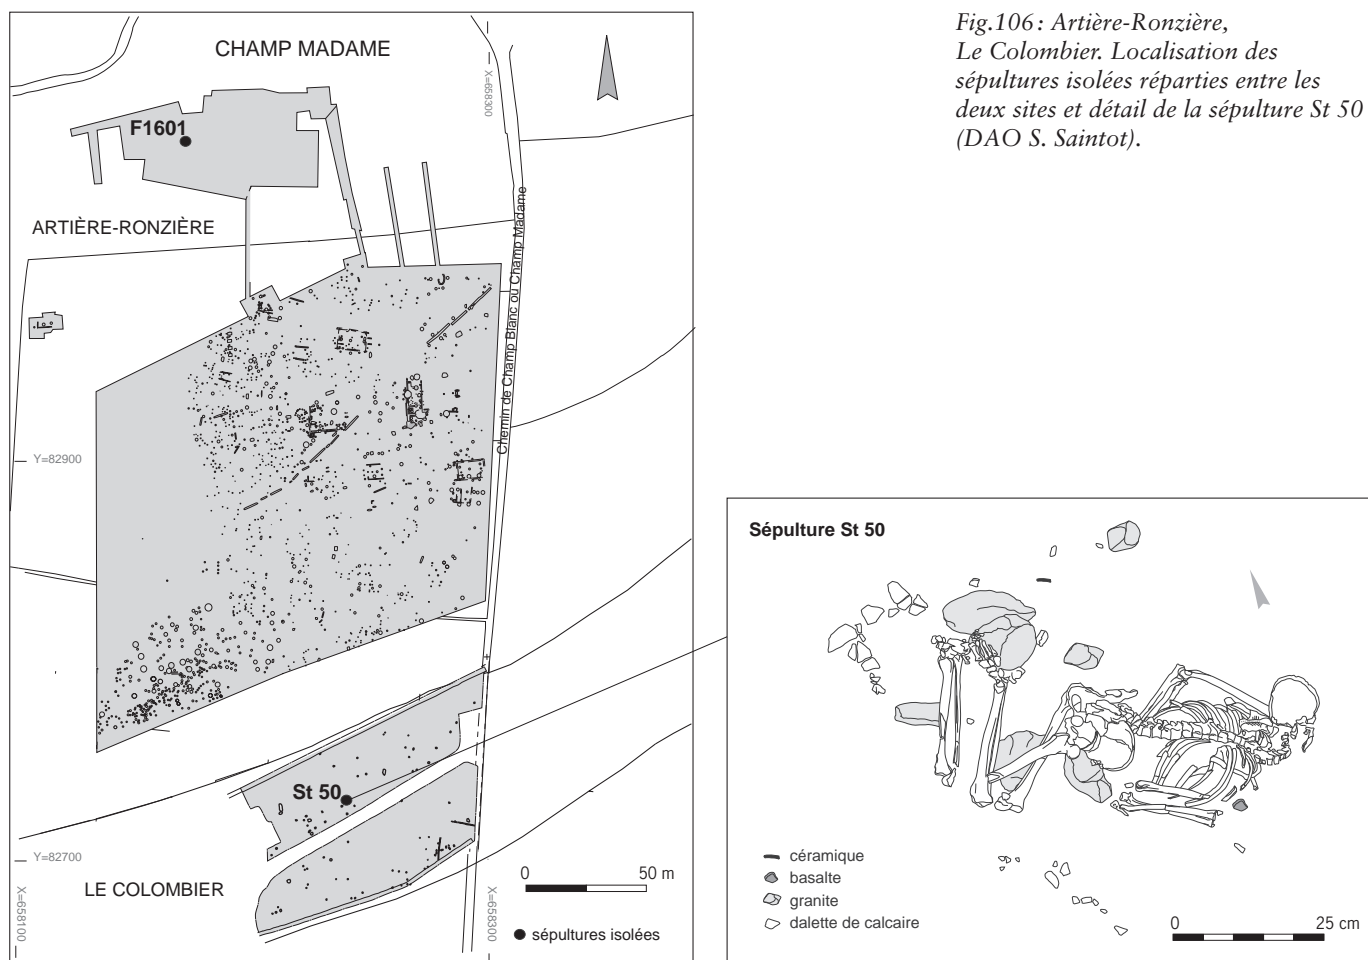 Fig.106 : Artière-Ronzière,
Le Colombier. Localisation des
sépultures isolées réparties entre les
deux sites et détail de la sépulture St 50
(DAO S. Saintot).
CHAMP MADAME
X=658300
F1601
ARTIÈRE-RONZIÈRE
Chemin de Champ Blanc ou Champ Madame
Y=82900
St 50
Y=82700
LE COLOMBIER
X=658100
X=658300
0 50 m
sépultures isolées
Sépulture St 50
céramique
basalte
granite
dalette de calcaire
0 25 cm